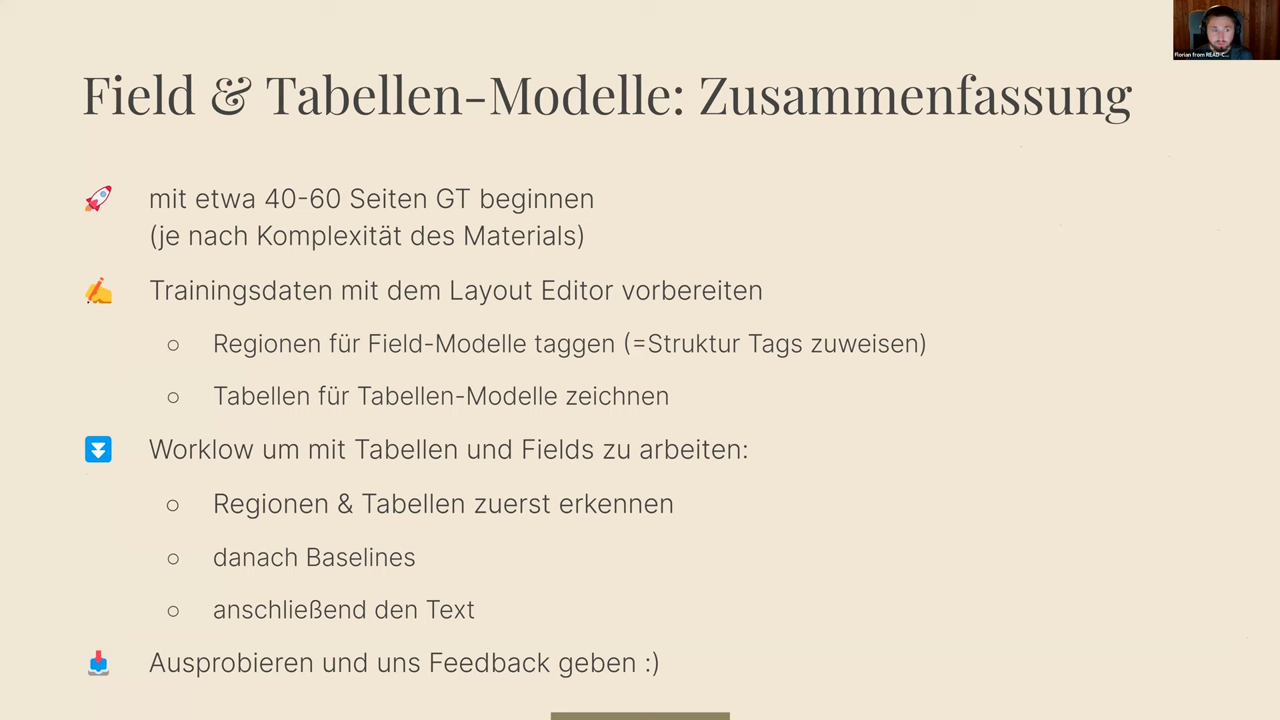 Florian from READ-C...
Field & Tabellen-Modelle: Zusammenfassung
mit etwa 40-60 Seiten GT beginnen
(je nach Komplexität des Materials)
Trainingsdaten mit dem Layout Editor vorbereiten
Regionen für Field-Modelle taggen (=Struktur Tags zuweisen)
Tabellen für Tabellen-Modelle zeichnen
Worklow um mit Tabellen und Fields zu arbeiten:
Regionen & Tabellen zuerst erkennen
danach Baselines
anschließend den Text
Ausprobieren und uns Feedback geben :)